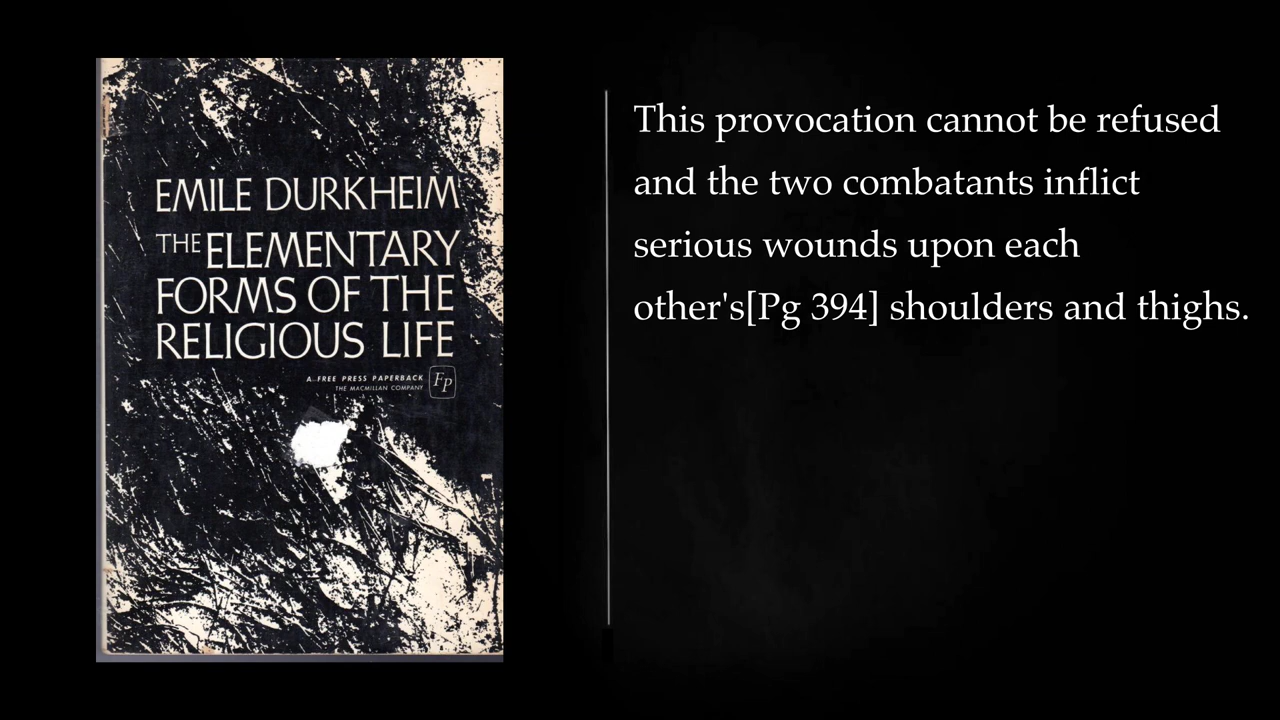 EMILE DURKHEIM
THE ELEMENTARY
FORMS OF THE
RELIGIOUS LIFE
A FREE PRESS PAPERBACK
THE MACMILLAN COMPANY
FP
This provocation cannot be refused
and the two combatants inflict
serious wounds upon each
other's[Pg 394] shoulders and thighs.